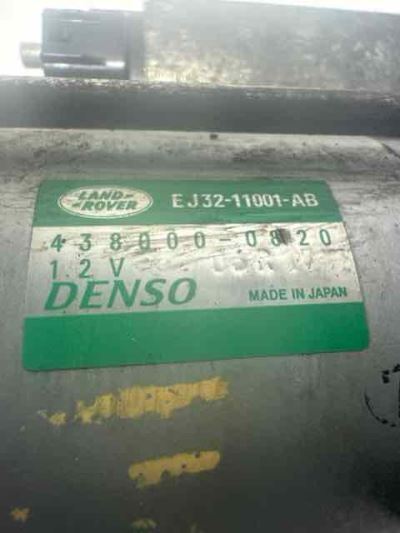 LAND ROVER
EJ32-11001-AB
438000-0820
12V
DENSO
MADE IN JAPAN